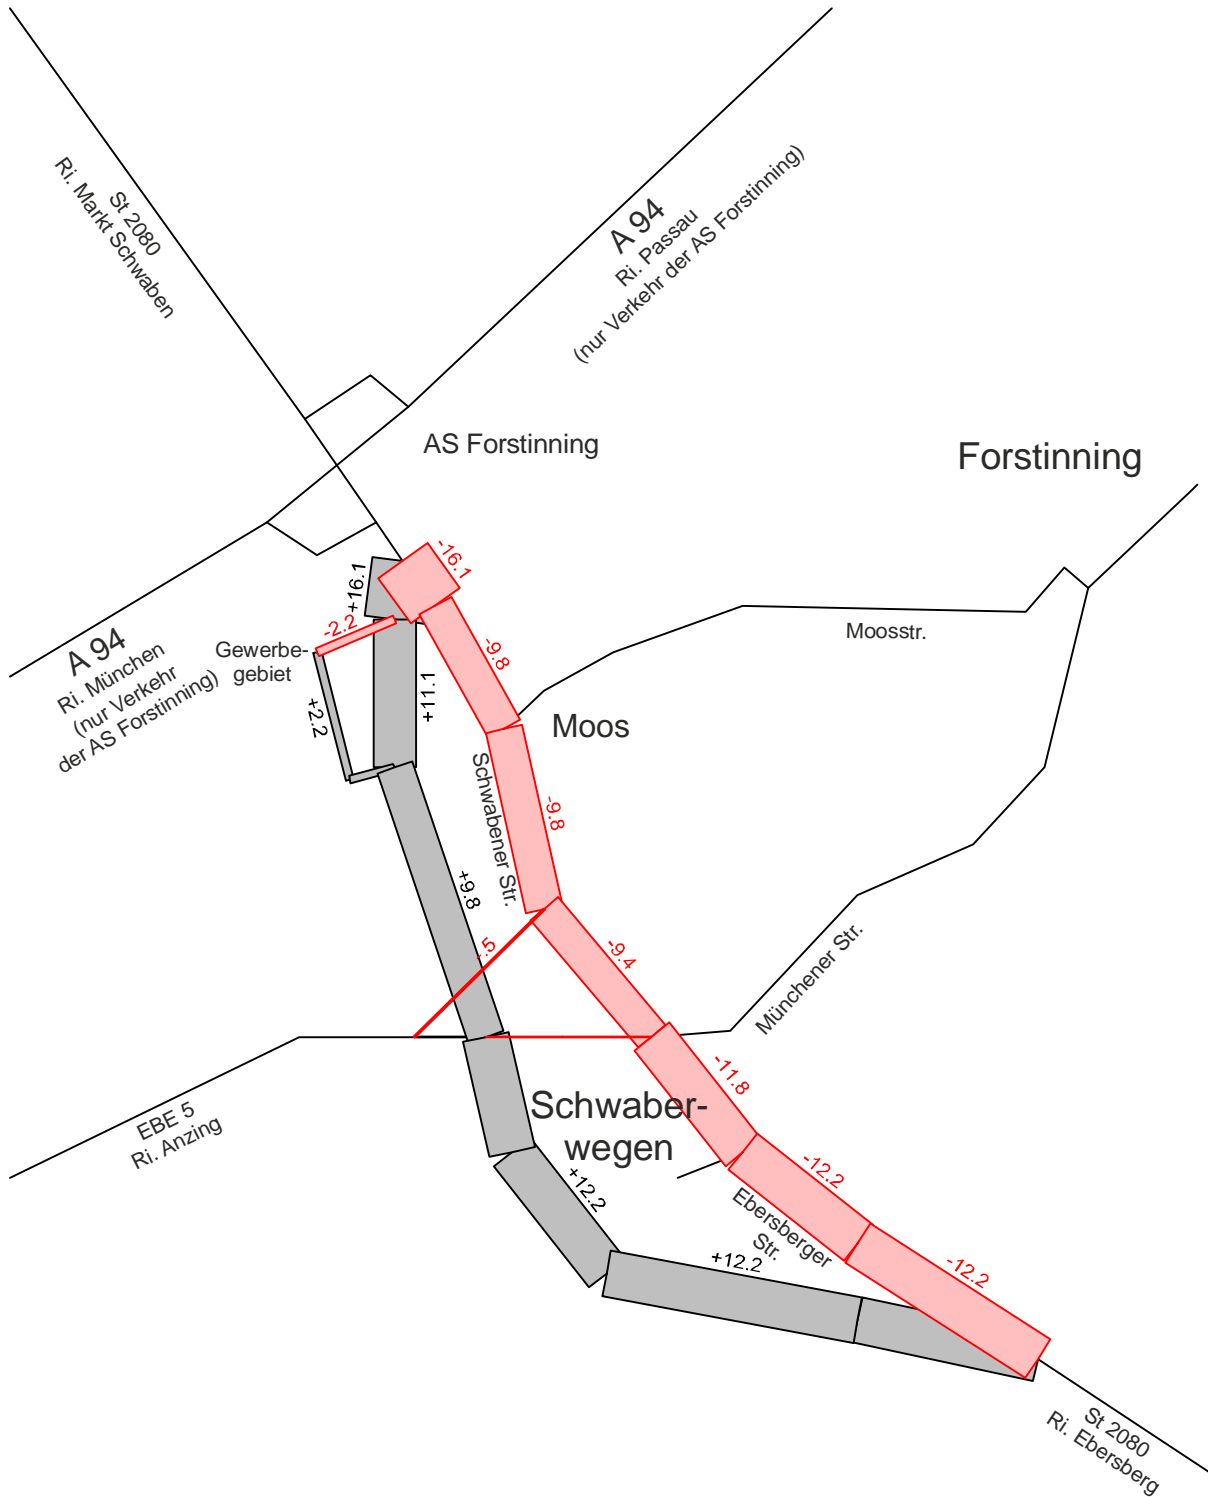 St 2080
Ri. Markt Schwaben
A 94
Ri. Passau
(nur Verkehr der AS Forstinning)
AS Forstinning
Forstinning
-16.1
+16.1
-2.2
Gewerbe-
gebiet
A 94
Ri. München
(nur Verkehr
der AS Forstinning)
+2.2
+11.1
-9.8
Moosstr.
Moos
Schwabener Str.
-9.8
+9.8
-9.4
Münchener Str.
-11.8
EBE 5
Ri. Anzing
Schwaber-
wegen
+12.2
-12.2
Ebersberger
Str.
+12.2
-12.2
St 2080
Ri. Ebersberg